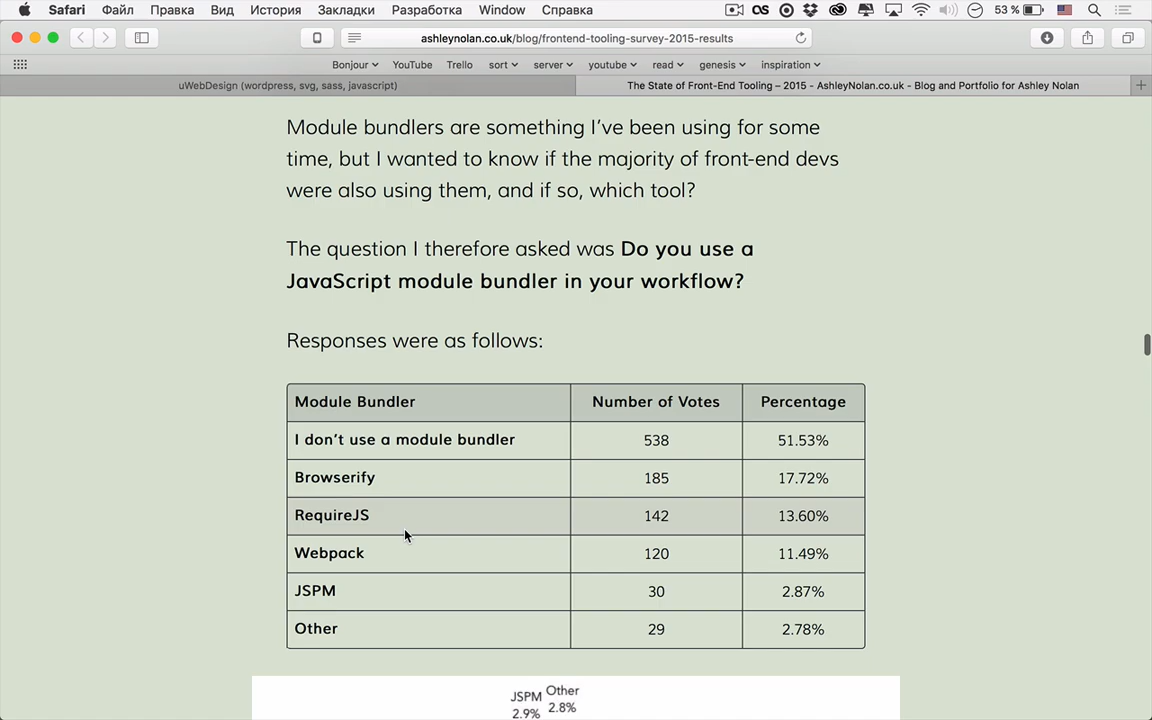 Safari Файл Правка Вид История Закладки Разработка Window Справка 53 %
ashleynolan.co.uk/blog/frontend-tooling-survey-2015-results
Bonjour YouTube Trello sort server youtube read genesis inspiration
uWebDesign (wordpress, svg, sass, javascript) The State of Front-End Tooling – 2015 - AshleyNolan.co.uk - Blog and Portfolio for Ashley Nolan
Module bundlers are something I've been using for some
time, but I wanted to know if the majority of front-end devs
were also using them, and if so, which tool?
The question I therefore asked was Do you use a
JavaScript module bundler in your workflow?
Responses were as follows:
Module Bundler Number of Votes Percentage
I don't use a module bundler 538 51.53%
Browserify 185 17.72%
RequireJS 142 13.60%
Webpack 120 11.49%
JSPM 30 2.87%
Other 29 2.78%
JSPM Other
2.9% 2.8%